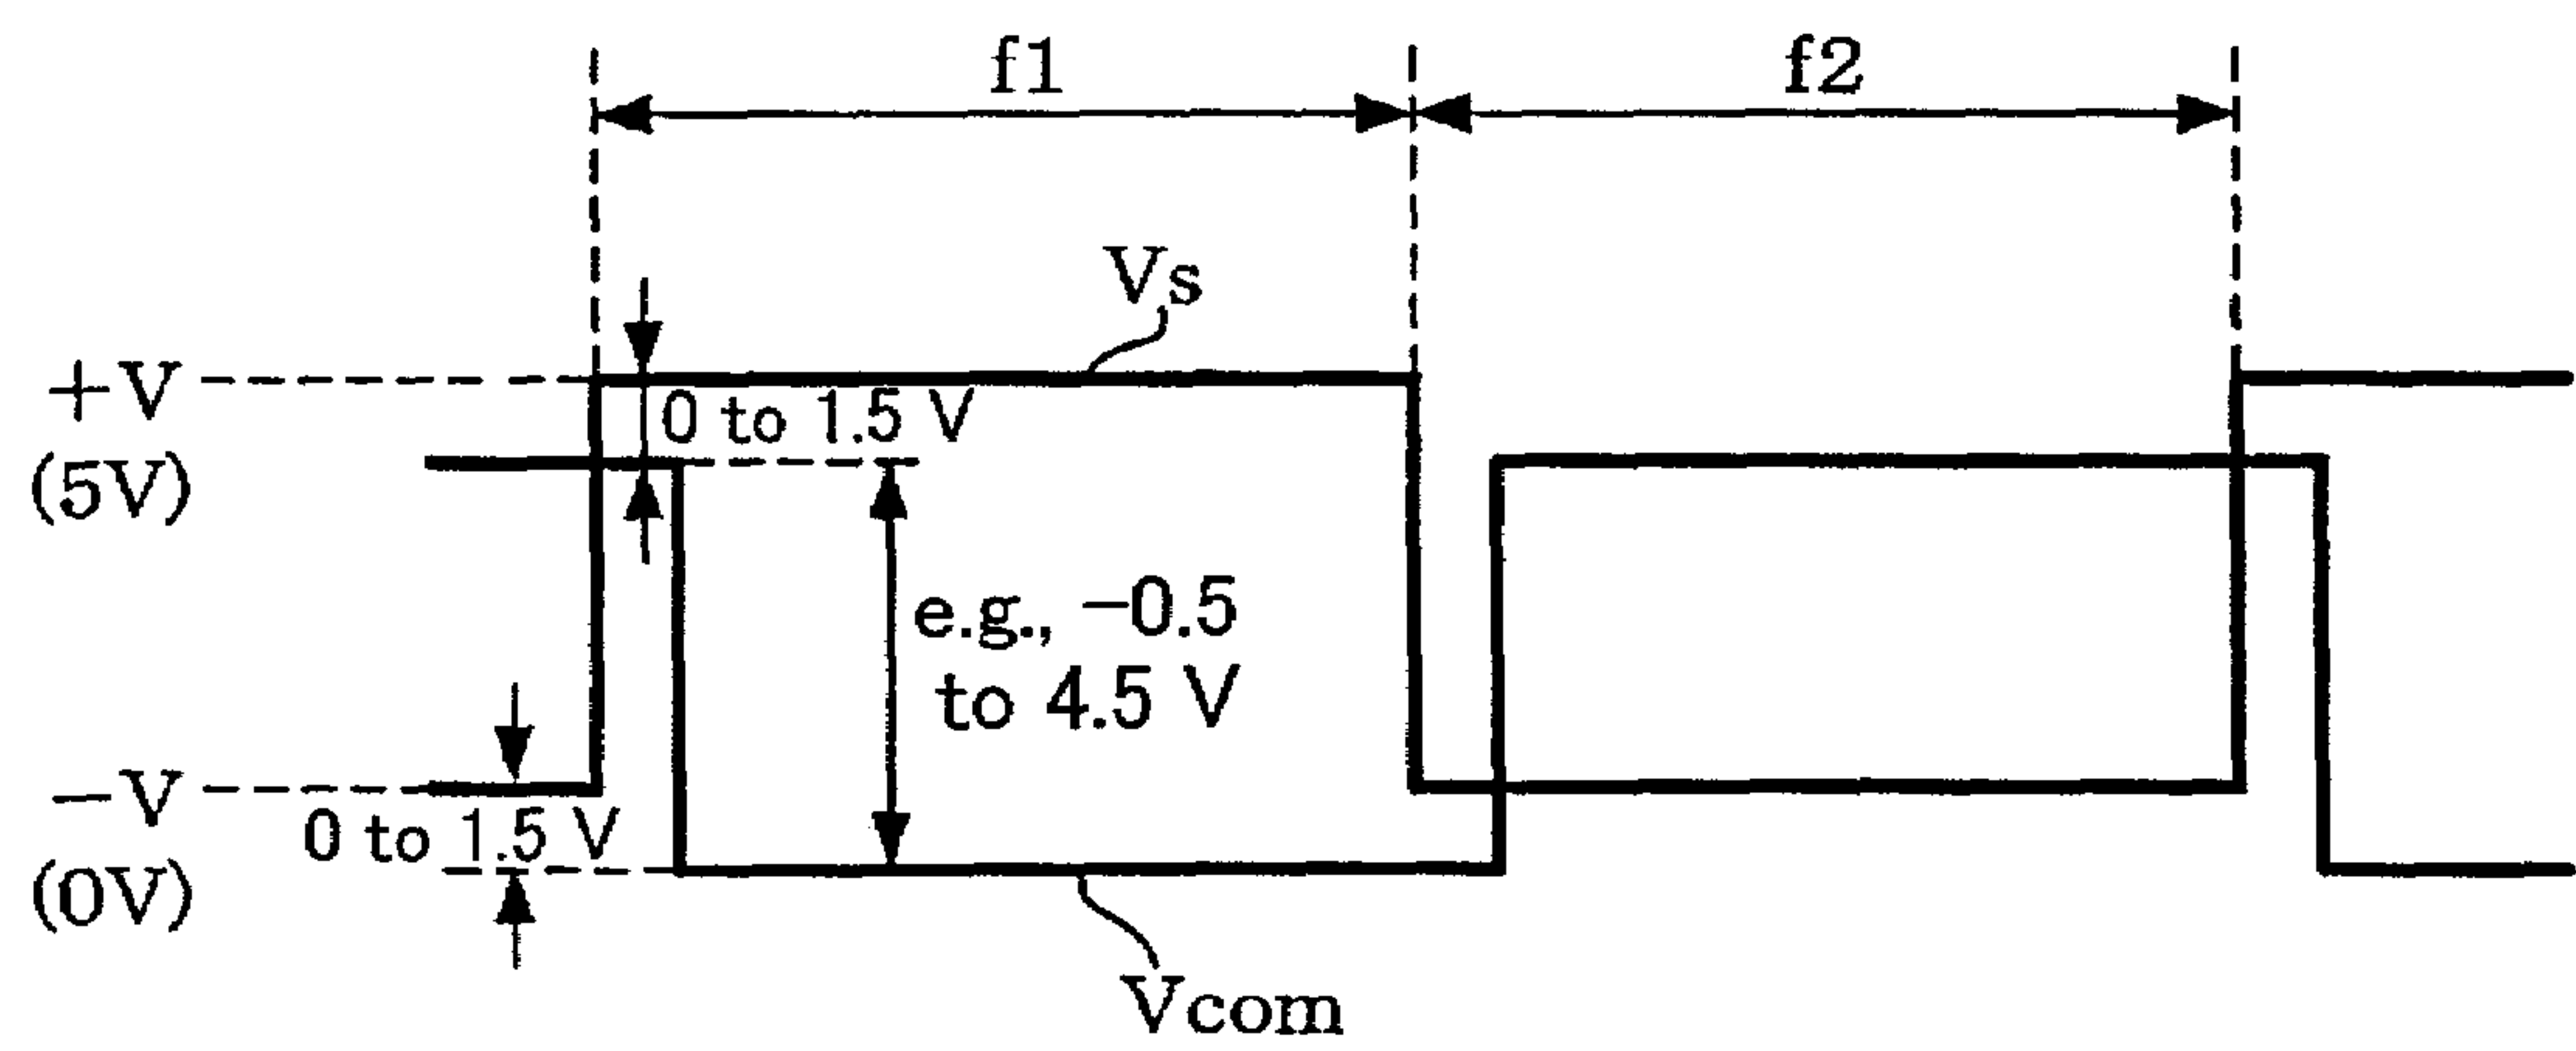 f1
f2
Vs
+V
(5V)
0 to 1.5 V
e.g., −0.5
to 4.5 V
−V
(0V)
0 to 1.5 V
Vcom